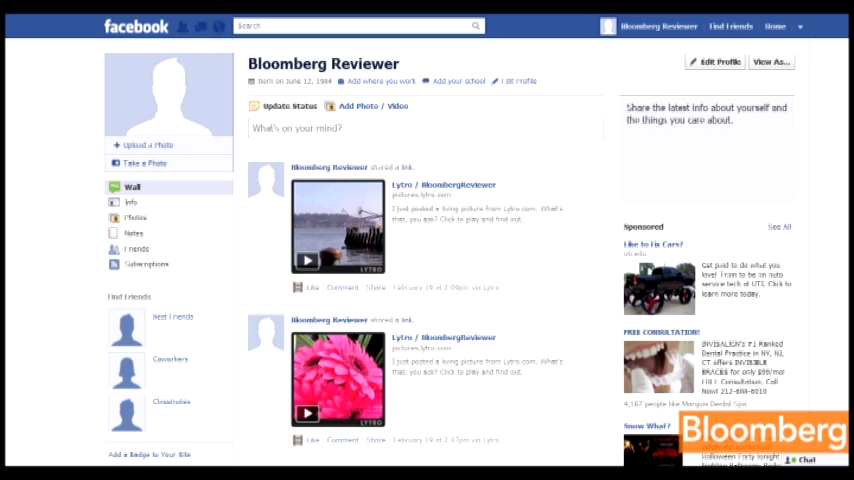 facebook
Search
Bloomberg Reviewer
Find Friends
Home
Bloomberg Reviewer
Born on June 12, 1984
Add where you work
Add your school
Edit Profile
Edit Profile
View As...
Update Status
Add Photo / Video
What's on your mind?
Upload a Photo
Take a Photo
Wall
Info
Photos
Notes
Friends
Subscriptions
Find Friends
Best Friends
Coworkers
Classmates
Add a Badge to Your Site
Bloomberg Reviewer shared a link.
Lytro / BloombergReviewer
pictures.lytro.com
I just posted a living picture from Lytro.com. What's
that, you ask? Click to play and find out.
LYTRO
Like · Comment · Share · February 19 at 2:09pm via Lytro
Bloomberg Reviewer shared a link.
Lytro / BloombergReviewer
pictures.lytro.com
I just posted a living picture from Lytro.com. What's
that, you ask? Click to play and find out.
LYTRO
Like · Comment · Share · February 19 at 2:07pm via Lytro
Share the latest info about yourself and
the things you care about.
Sponsored
See All
Like to Fix Cars?
uti.edu
Get paid to do what you
love! Train to be an auto
service tech at UTI. Click to
learn more today.
FREE CONSULTATION!
INVISALIGN's #1 Ranked
Dental Practice in NY, NJ,
CT offers INVISIBLE
BRACES for only $99/mo!
FREE Consultation. Call
Now! 212-688-6010
4,167 people like Marquis Dental Spa.
Snow What?
Halloween Party tonight
Bloomberg
Chat